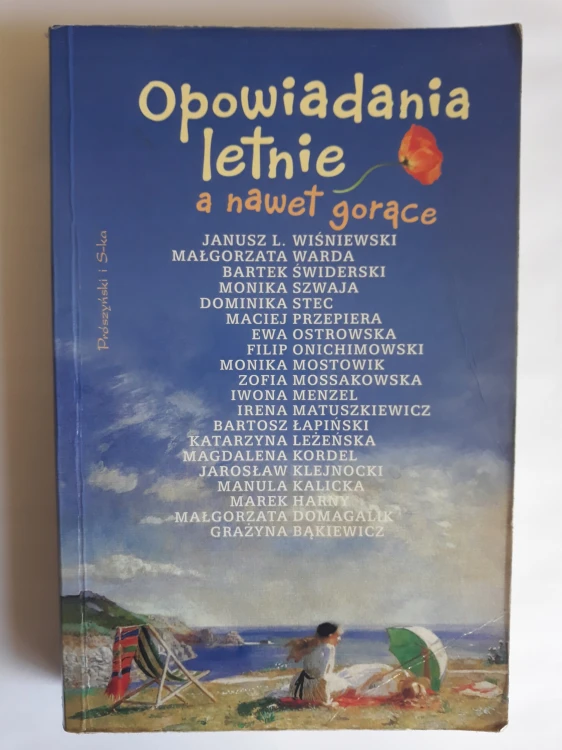 Opowiadania
letnie
a nawet gorące
JANUSZ L. WIŚNIEWSKI
MAŁGORZATA WARDA
BARTEK ŚWIDERSKI
MONIKA SZWAJA
DOMINIKA STEC
MACIEJ PRZEPIERA
EWA OSTROWSKA
FILIP ONICHIMOWSKI
MONIKA MOSTOWIK
ZOFIA MOSSAKOWSKA
IWONA MENZEL
IRENA MATUSZKIEWICZ
BARTOSZ ŁAPIŃSKI
KATARZYNA LEŻEŃSKA
MAGDALENA KORDEL
JAROSŁAW KLEJNOCKI
MANULA KALICKA
MAREK HARNY
MAŁGORZATA DOMAGALIK
GRAŻYNA BĄKIEWICZ
Prószyński i S-ka